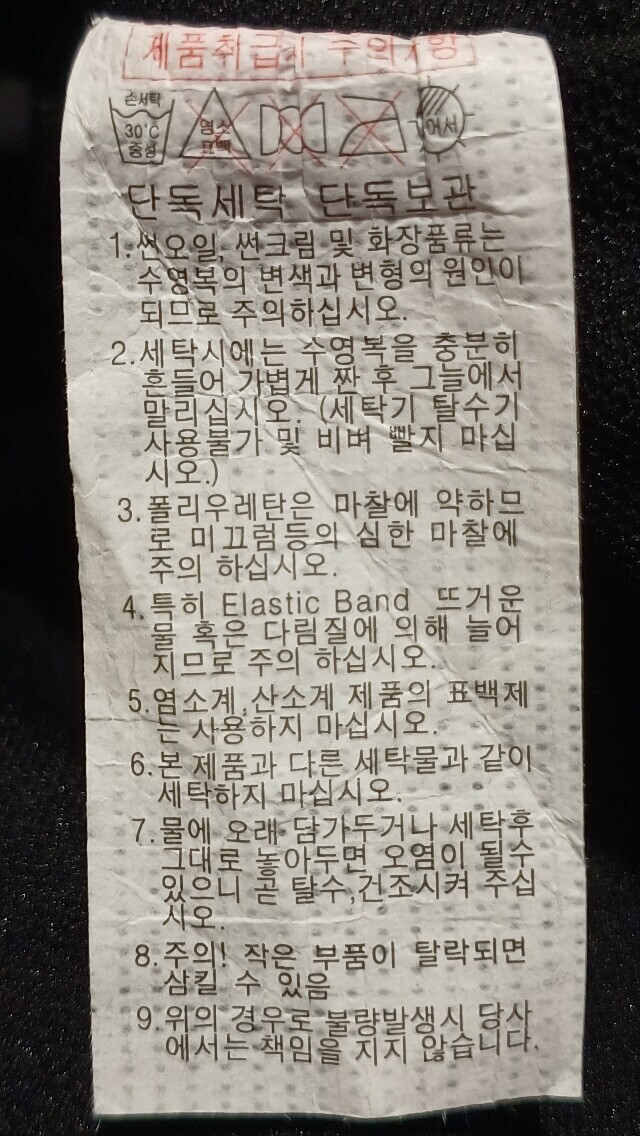 제품취급시 주의사항
손세탁
30°C
중성
염소
표백
어서
단독세탁 단독보관
1.썬오일, 썬크림 및 화장품류는
수영복의 변색과 변형의 원인이
되므로 주의하십시오.
2.세탁시에는 수영복을 충분히
흔들어 가볍게 짠 후 그늘에서
말리십시오. (세탁기 탈수기
사용불가 및 비벼 빨지 마십
시오.)
3.폴리우레탄은 마찰에 약하므
로 미끄럼등의 심한 마찰에
주의 하십시오.
4.특히 Elastic Band 뜨거운
물 혹은 다림질에 의해 늘어
지므로 주의 하십시오.
5.염소계,산소계 제품의 표백제
는 사용하지 마십시오.
6.본 제품과 다른 세탁물과 같이
세탁하지 마십시오.
7.물에 오래 담가두거나 세탁후
그대로 놓아두면 오염이 될수
있으니 곧 탈수,건조시켜 주십
시오.
8.주의! 작은 부품이 탈락되면
삼킬 수 있음
9.위의 경우로 불량발생시 당사
에서는 책임을 지지 않습니다.